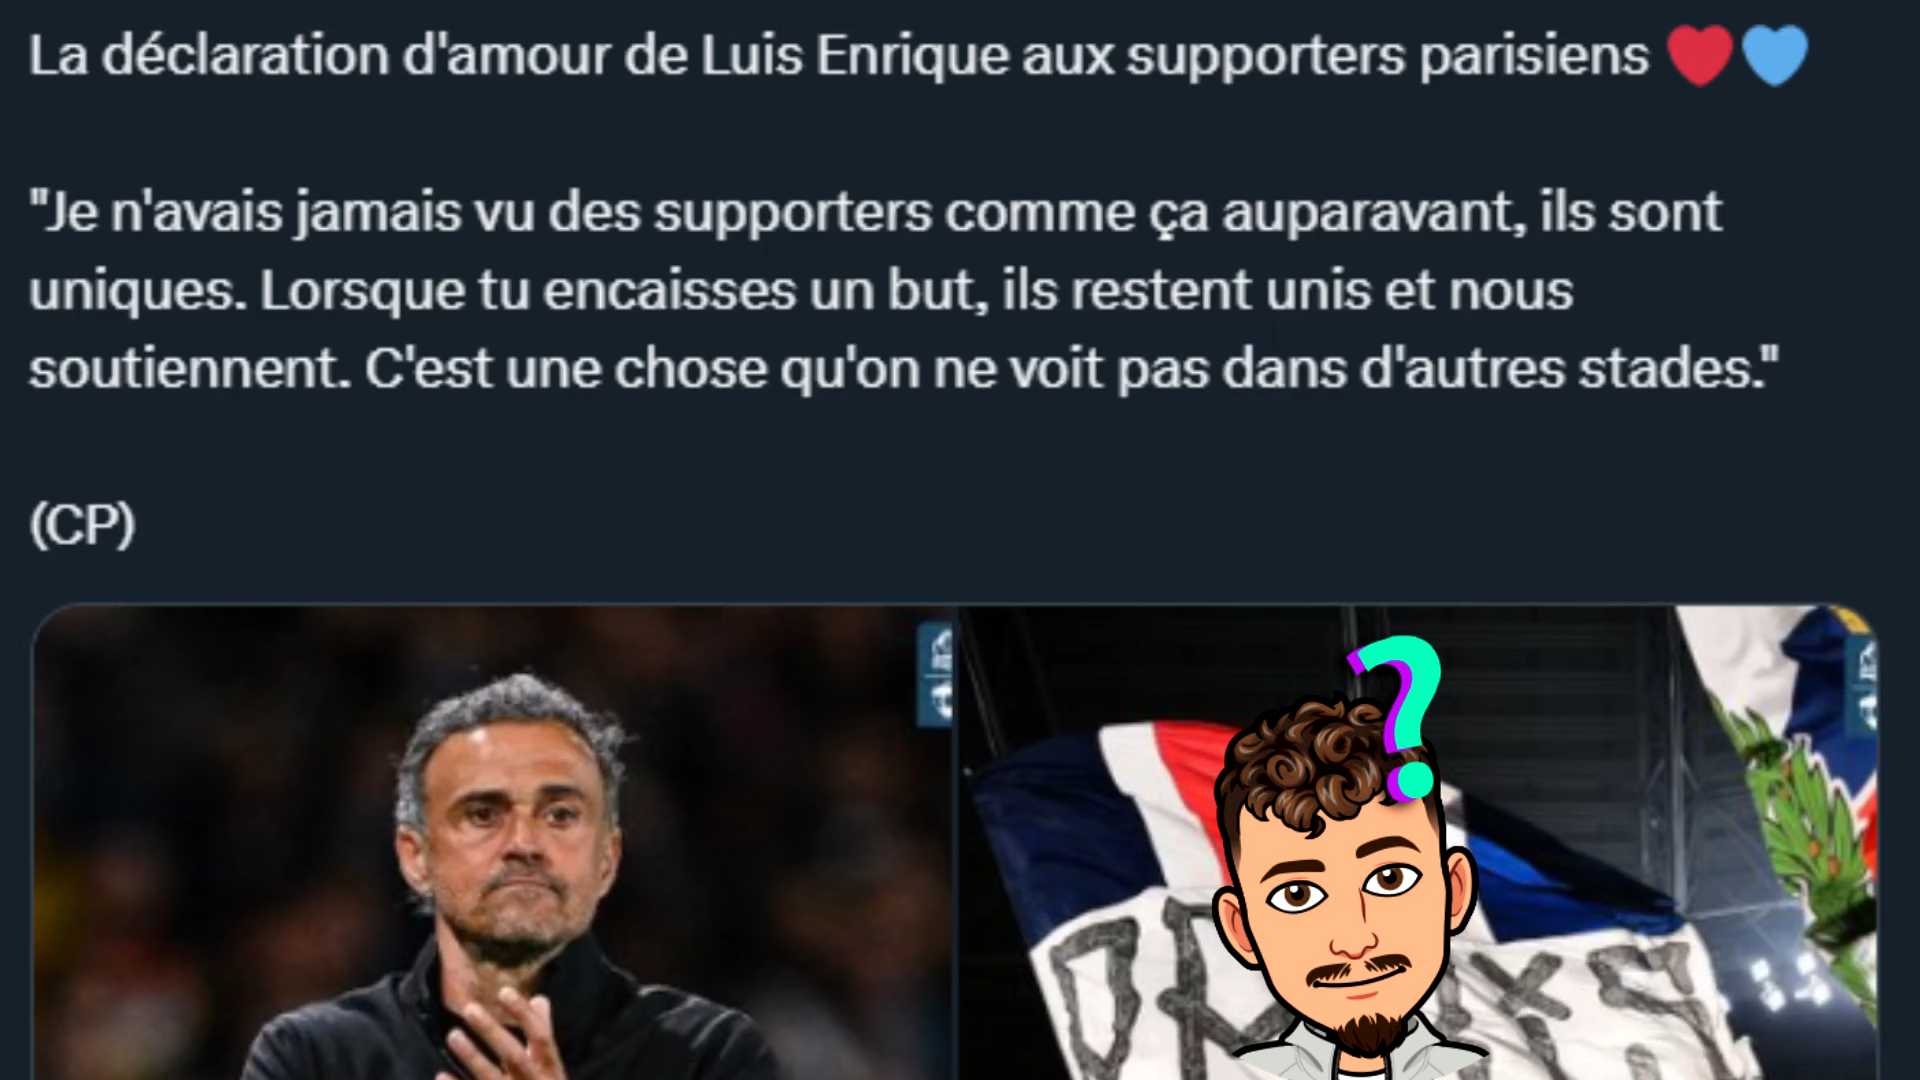 La déclaration d'amour de Luis Enrique aux supporters parisiens ❤️💙
"Je n'avais jamais vu des supporters comme ça auparavant, ils sont
uniques. Lorsque tu encaisses un but, ils restent unis et nous
soutiennent. C'est une chose qu'on ne voit pas dans d'autres stades."
(CP)
?